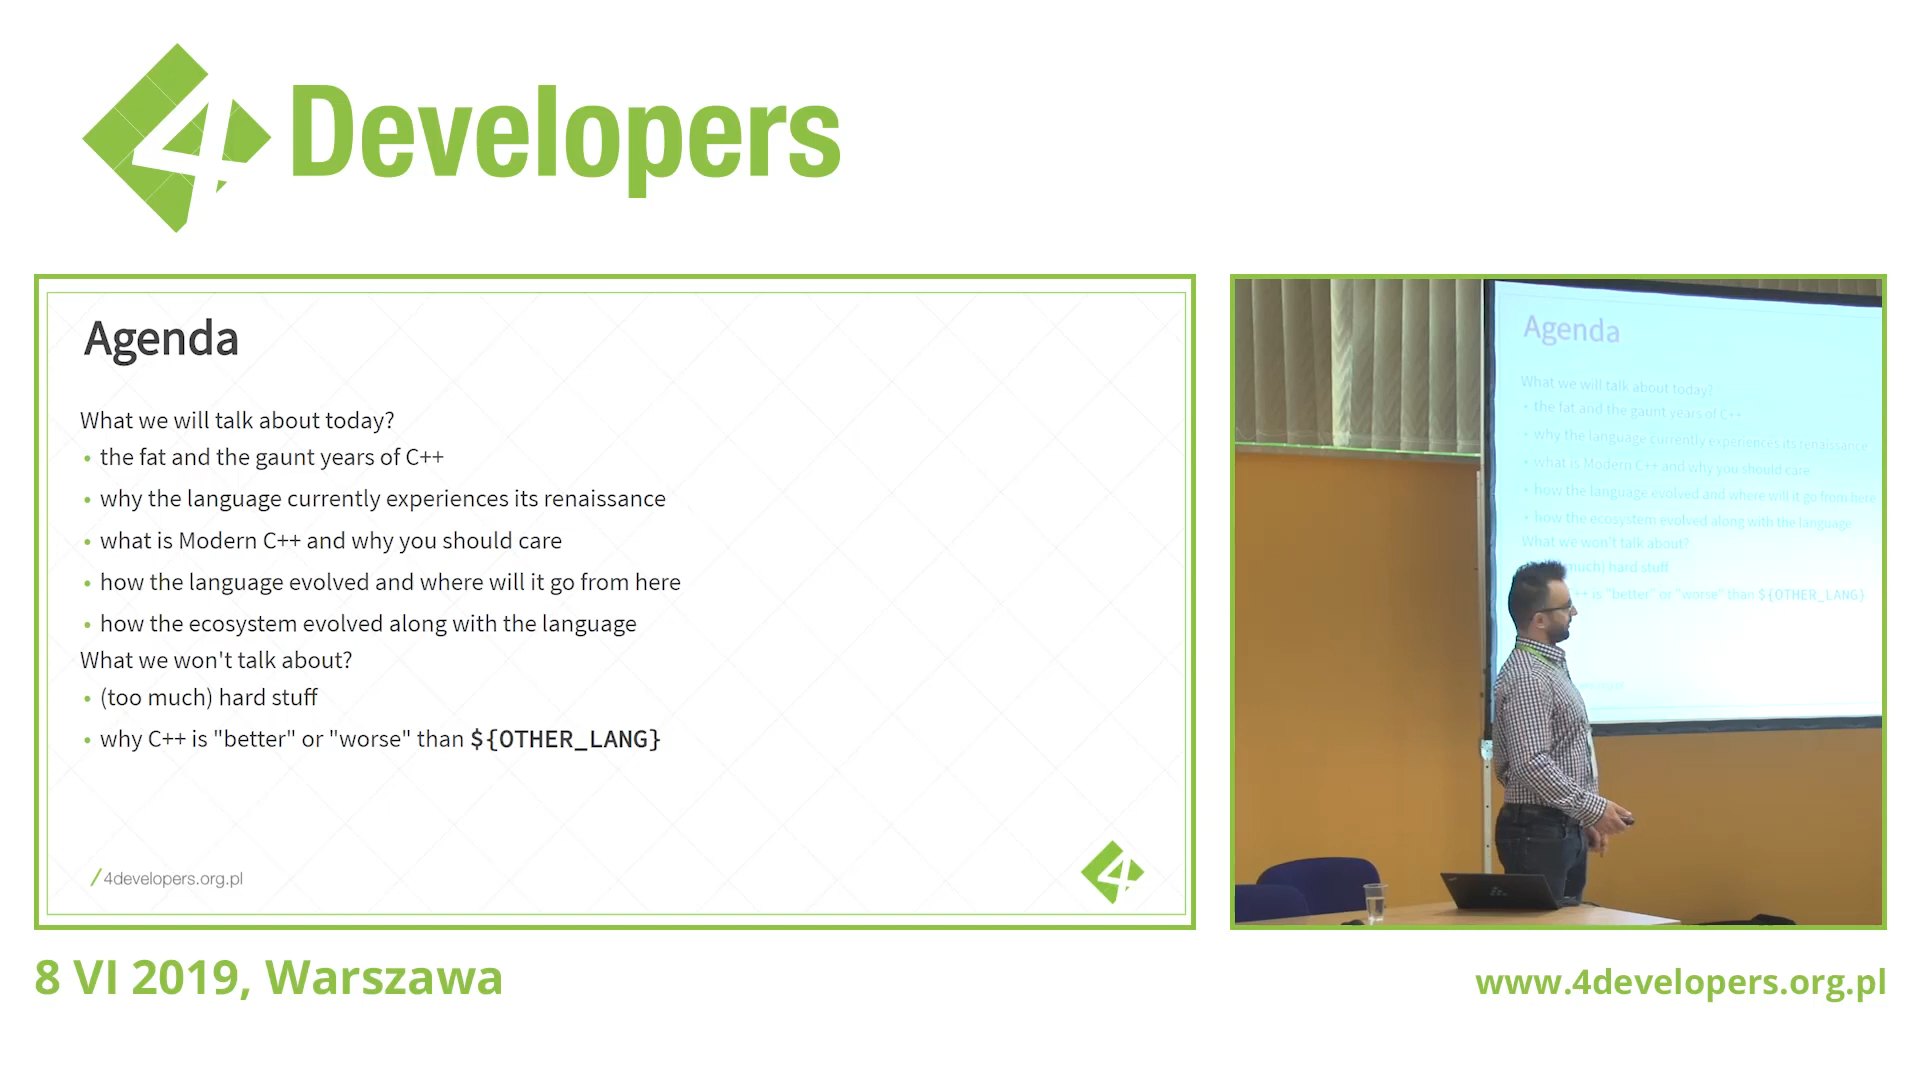 4Developers
Agenda
What we will talk about today?
• the fat and the gaunt years of C++
• why the language currently experiences its renaissance
• what is Modern C++ and why you should care
• how the language evolved and where will it go from here
• how the ecosystem evolved along with the language
What we won't talk about?
• (too much) hard stuff
• why C++ is "better" or "worse" than ${OTHER_LANG}
/4developers.org.pl
4
Agenda
What we will talk about today?
• the fat and the gaunt years of C++
• why the language currently experiences its renaissance
• what is Modern C++ and why you should care
• how the language evolved and where will it go from here
• how the ecosystem evolved along with the language
What we won't talk about?
much) hard stuff
++ is "better" or "worse" than ${OTHER_LANG}
8 VI 2019, Warszawa
www.4developers.org.pl